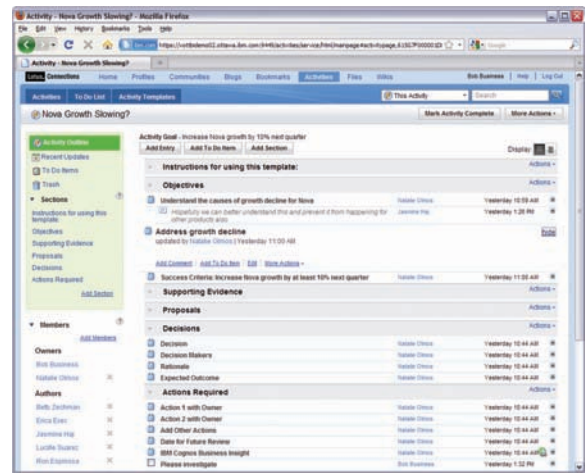 Activity - Nova Growth Slowing? - Mozilla Firefox
File Edit View History Bookmarks Tools Help
Activity - Nova Growth Slowing?
Lotus Connections Home Profiles Communities Blogs Bookmarks Activities Files Wikis Bob Business | Help | Log Out
Activities To Do List Activity Templates This Activity Search
Nova Growth Slowing? Mark Activity Complete More Actions
Activity Goal - Increase Nova growth by 10% next quarter
Add Entry Add To Do Item Add Section Display
Activity Outline
Recent Updates
To Do Items
Trash
Sections
Instructions for using this
template:
Objectives
Supporting Evidence
Proposals
Decisions
Actions Required
Add Section
Members
Add Members
Owners
Bob Business
Natalie Olmos
Authors
Betty Zechman
Erica Exec
Jasmine Haj
Lucille Suarez
Ron Espinosa
Instructions for using this template: Actions
Objectives Actions
Understand the causes of growth decline for Nova Natalie Olmos Yesterday 10:59 AM
Hopefully we can better understand this and prevent it from happening for Jasmine Haj Yesterday 1:26 PM
other products also
Address growth decline hide
updated by Natalie Olmos | Yesterday 11:00 AM
Add Comment Add To Do Item Edit More Actions
Success Criteria: Increase Nova growth by at least 10% next quarter Natalie Olmos Yesterday 11:00 AM
Supporting Evidence Actions
Proposals Actions
Decisions Actions
Decision Natalie Olmos Yesterday 10:44 AM
Decision Makers Natalie Olmos Yesterday 10:44 AM
Rationale Natalie Olmos Yesterday 10:44 AM
Expected Outcome Natalie Olmos Yesterday 10:44 AM
Actions Required Actions
Action 1 with Owner Natalie Olmos Yesterday 10:44 AM
Action 2 with Owner Natalie Olmos Yesterday 10:44 AM
Add Other Actions Natalie Olmos Yesterday 10:44 AM
Date for Future Review Natalie Olmos Yesterday 10:44 AM
IBM Cognos Business Insight Natalie Olmos Yesterday 10:44 AM
Please investigate Bob Business Yesterday 1:32 PM